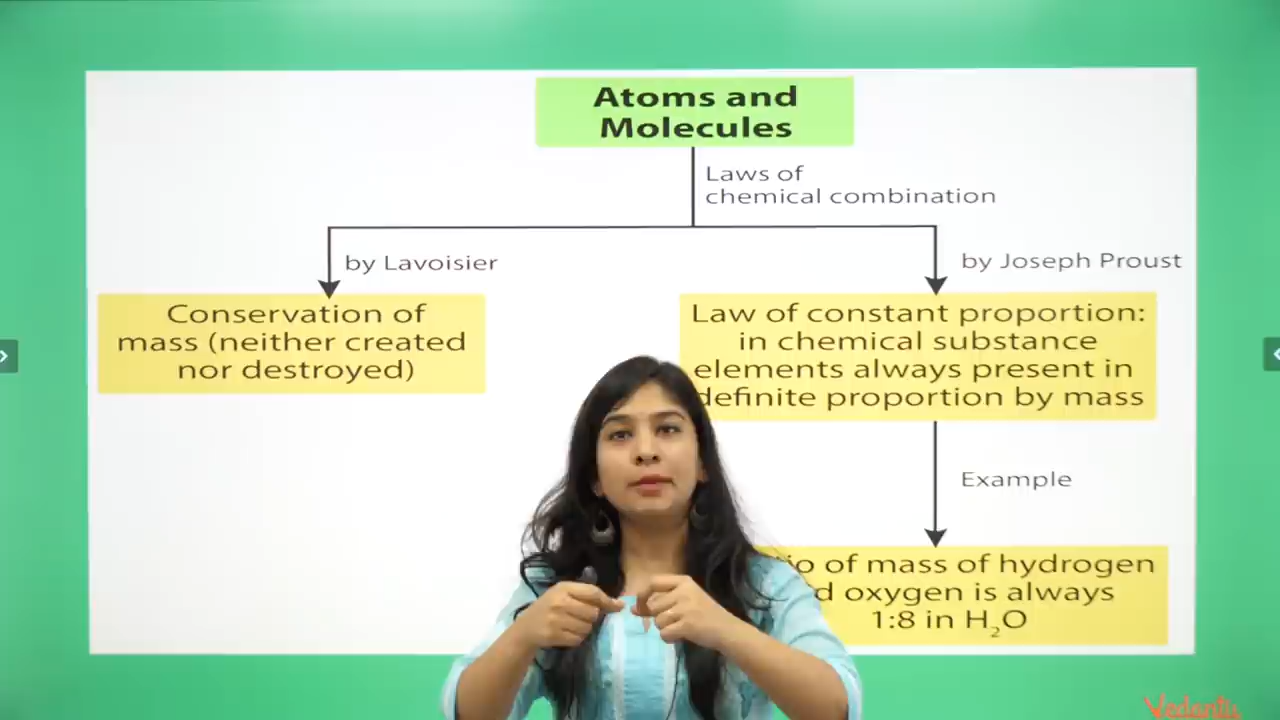 Atoms and
Molecules
Laws of
chemical combination
by Lavoisier
by Joseph Proust
Conservation of
mass (neither created
nor destroyed)
Law of constant proportion:
in chemical substance
elements always present in
definite proportion by mass
Example
of mass of hydrogen
oxygen is always
1:8 in H₂O
Vedantu